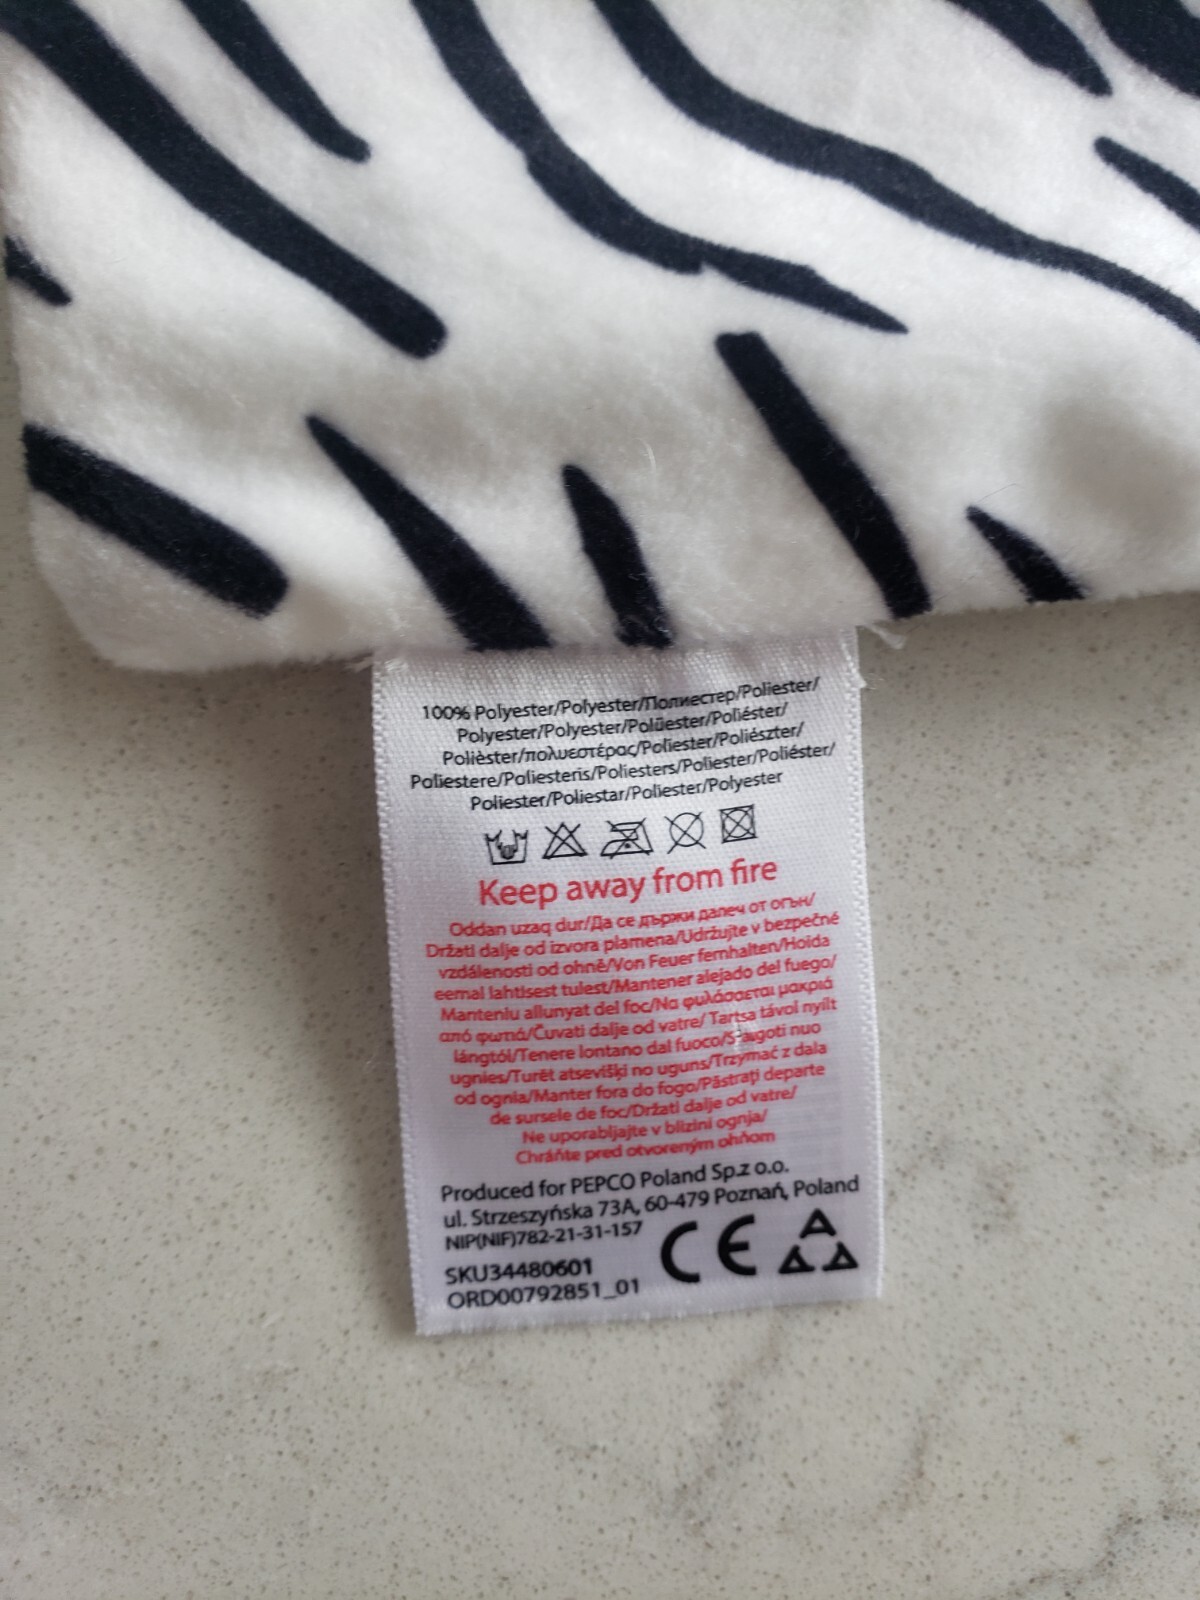 100% Polyester/Polyester/Полиестер/Poliester/
Polyester/Polyester/Polüester/Poliéster/
Polièster/πολυεστέρας/Poliester/Poliészter/
Poliestere/Poliesteris/Poliesters/Poliester/Poliéster/
Poliester/Poliestar/Poliester/Polyester
Keep away from fire
Oddan uzaq dur/Да се държи далеч от огън/
Držati dalje od izvora plamena/Udržujte v bezpečné
vzdálenosti od ohně/Von Feuer fernhalten/Hoida
eemal lahtisest tulest/Mantener alejado del fuego/
Manteniu allunyat del foc/Να φυλάσσεται μακριά
από φωτιά/Čuvati dalje od vatre/ Tartsa távol nyílt
lángtól/Tenere lontano dal fuoco/Saugoti nuo
ugnies/Turēt atsevišķi no uguns/Trzymać z dala
od ognia/Manter fora do fogo/Păstrați departe
de sursele de foc/Držati dalje od vatre/
Ne uporabljajte v blizini ognja/
Chráňte pred otvoreným ohňom
Produced for PEPCO Poland Sp.z o.o.
ul. Strzeszyńska 73A, 60-479 Poznań, Poland
NIP(NIF)782-21-31-157
SKU34480601
ORD00792851_01
CE